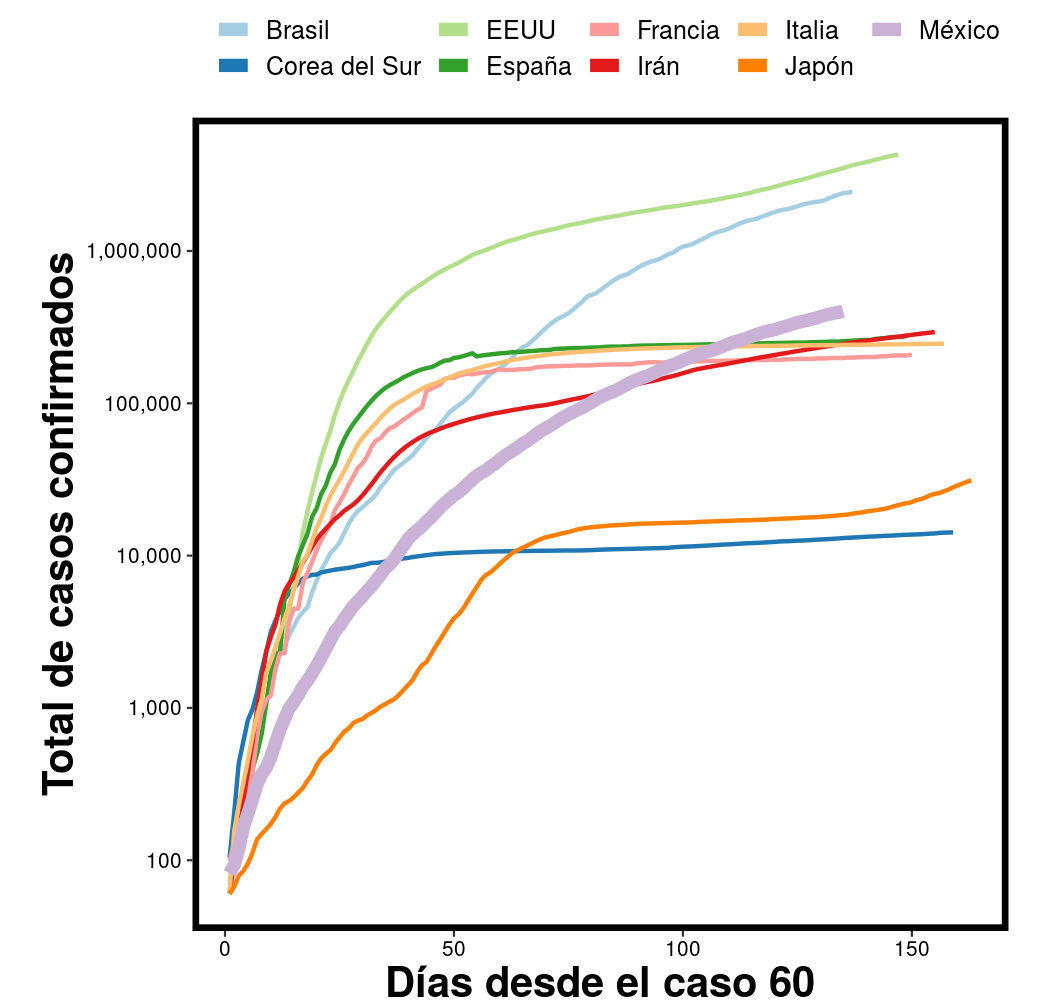 Brasil EEUU Francia Italia México
Corea del Sur España Irán Japón
Total de casos confirmados
1,000,000
100,000
10,000
1,000
100
0 50 100 150
Días desde el caso 60